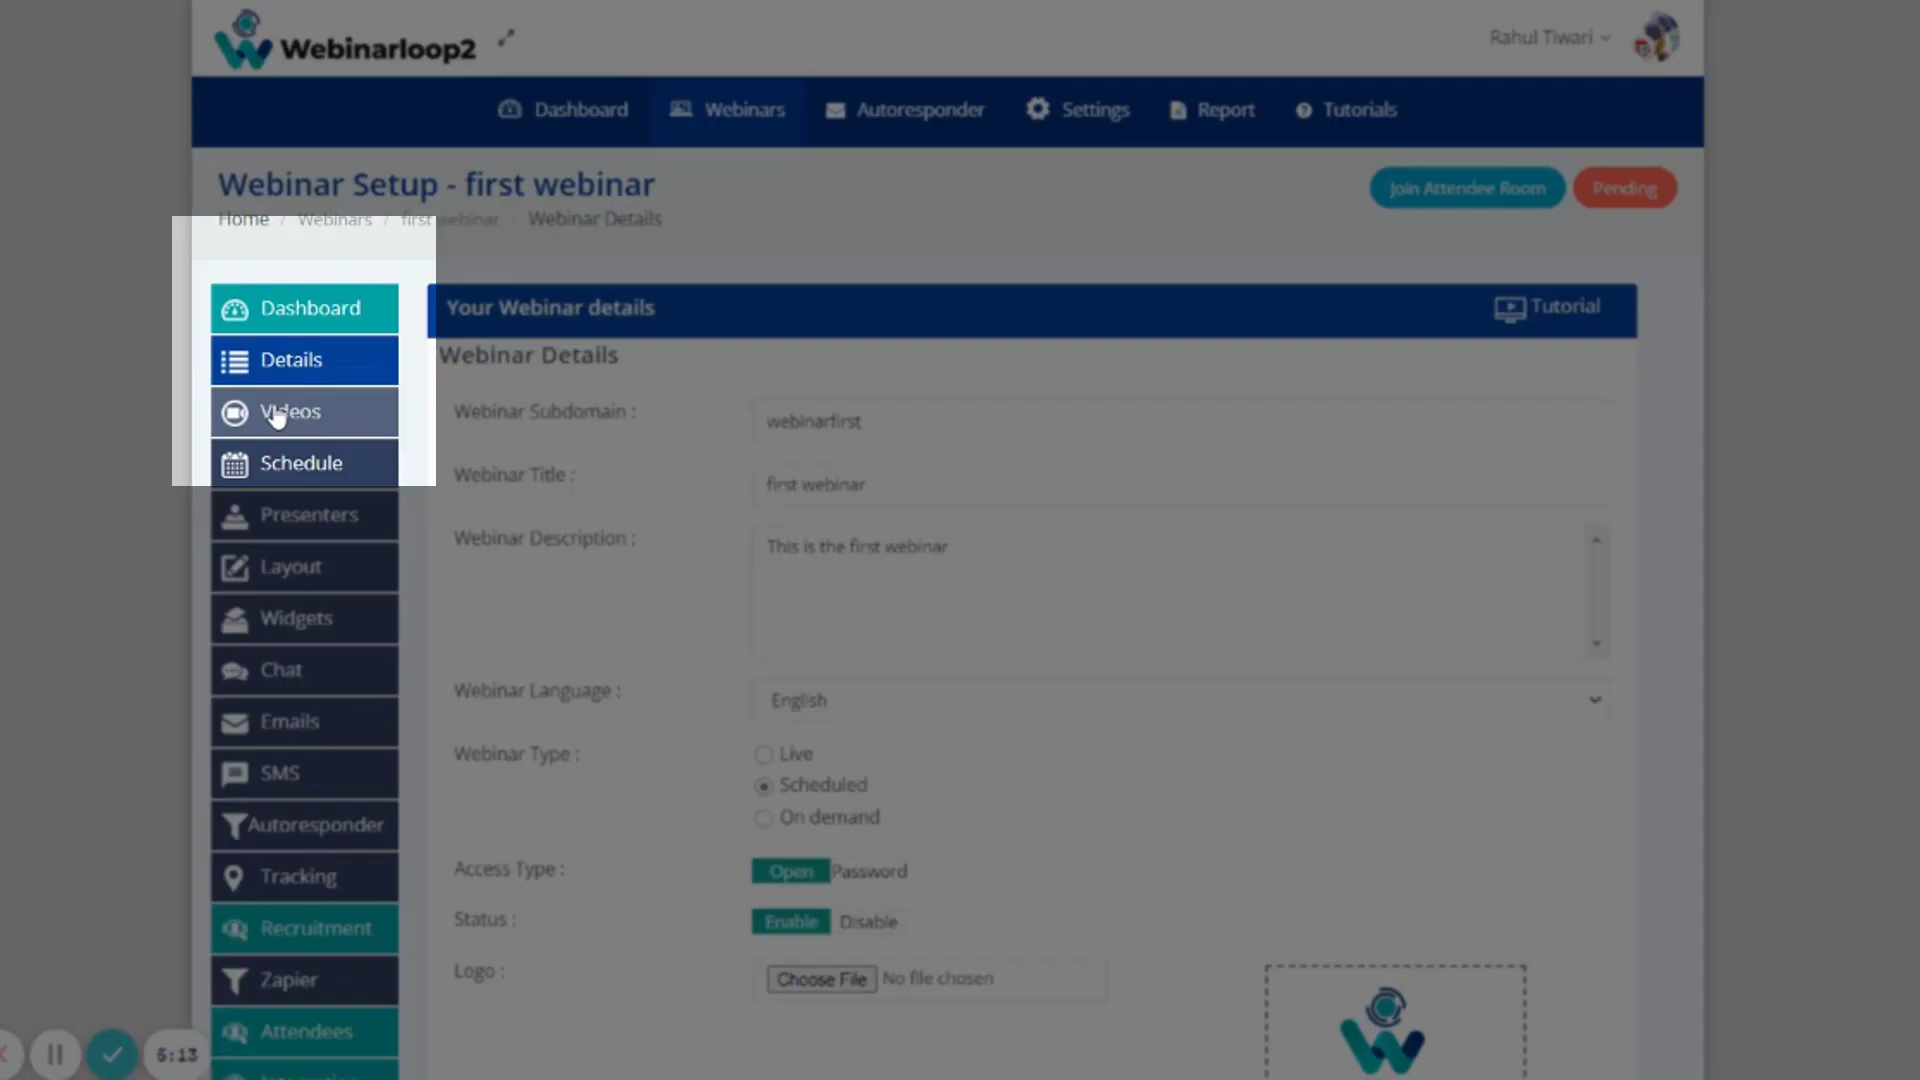 Webinarloop2
Rahul Tiwari
Dashboard Webinars Autoresponder Settings Report Tutorials
Webinar Setup - first webinar
Join Attendee Room Pending
Home / Webinars / first webinar / Webinar Details
Dashboard
Details
Videos
Schedule
Presenters
Layout
Widgets
Chat
Emails
SMS
Autoresponder
Tracking
Recruitment
Zapier
Attendees
Your Webinar details Tutorial
Webinar Details
Webinar Subdomain : webinarfirst
Webinar Title : first webinar
Webinar Description : This is the first webinar
Webinar Language : English
Webinar Type : Live
Scheduled
On demand
Access Type : Open Password
Status : Enable Disable
Logo : Choose File No file chosen
5:13